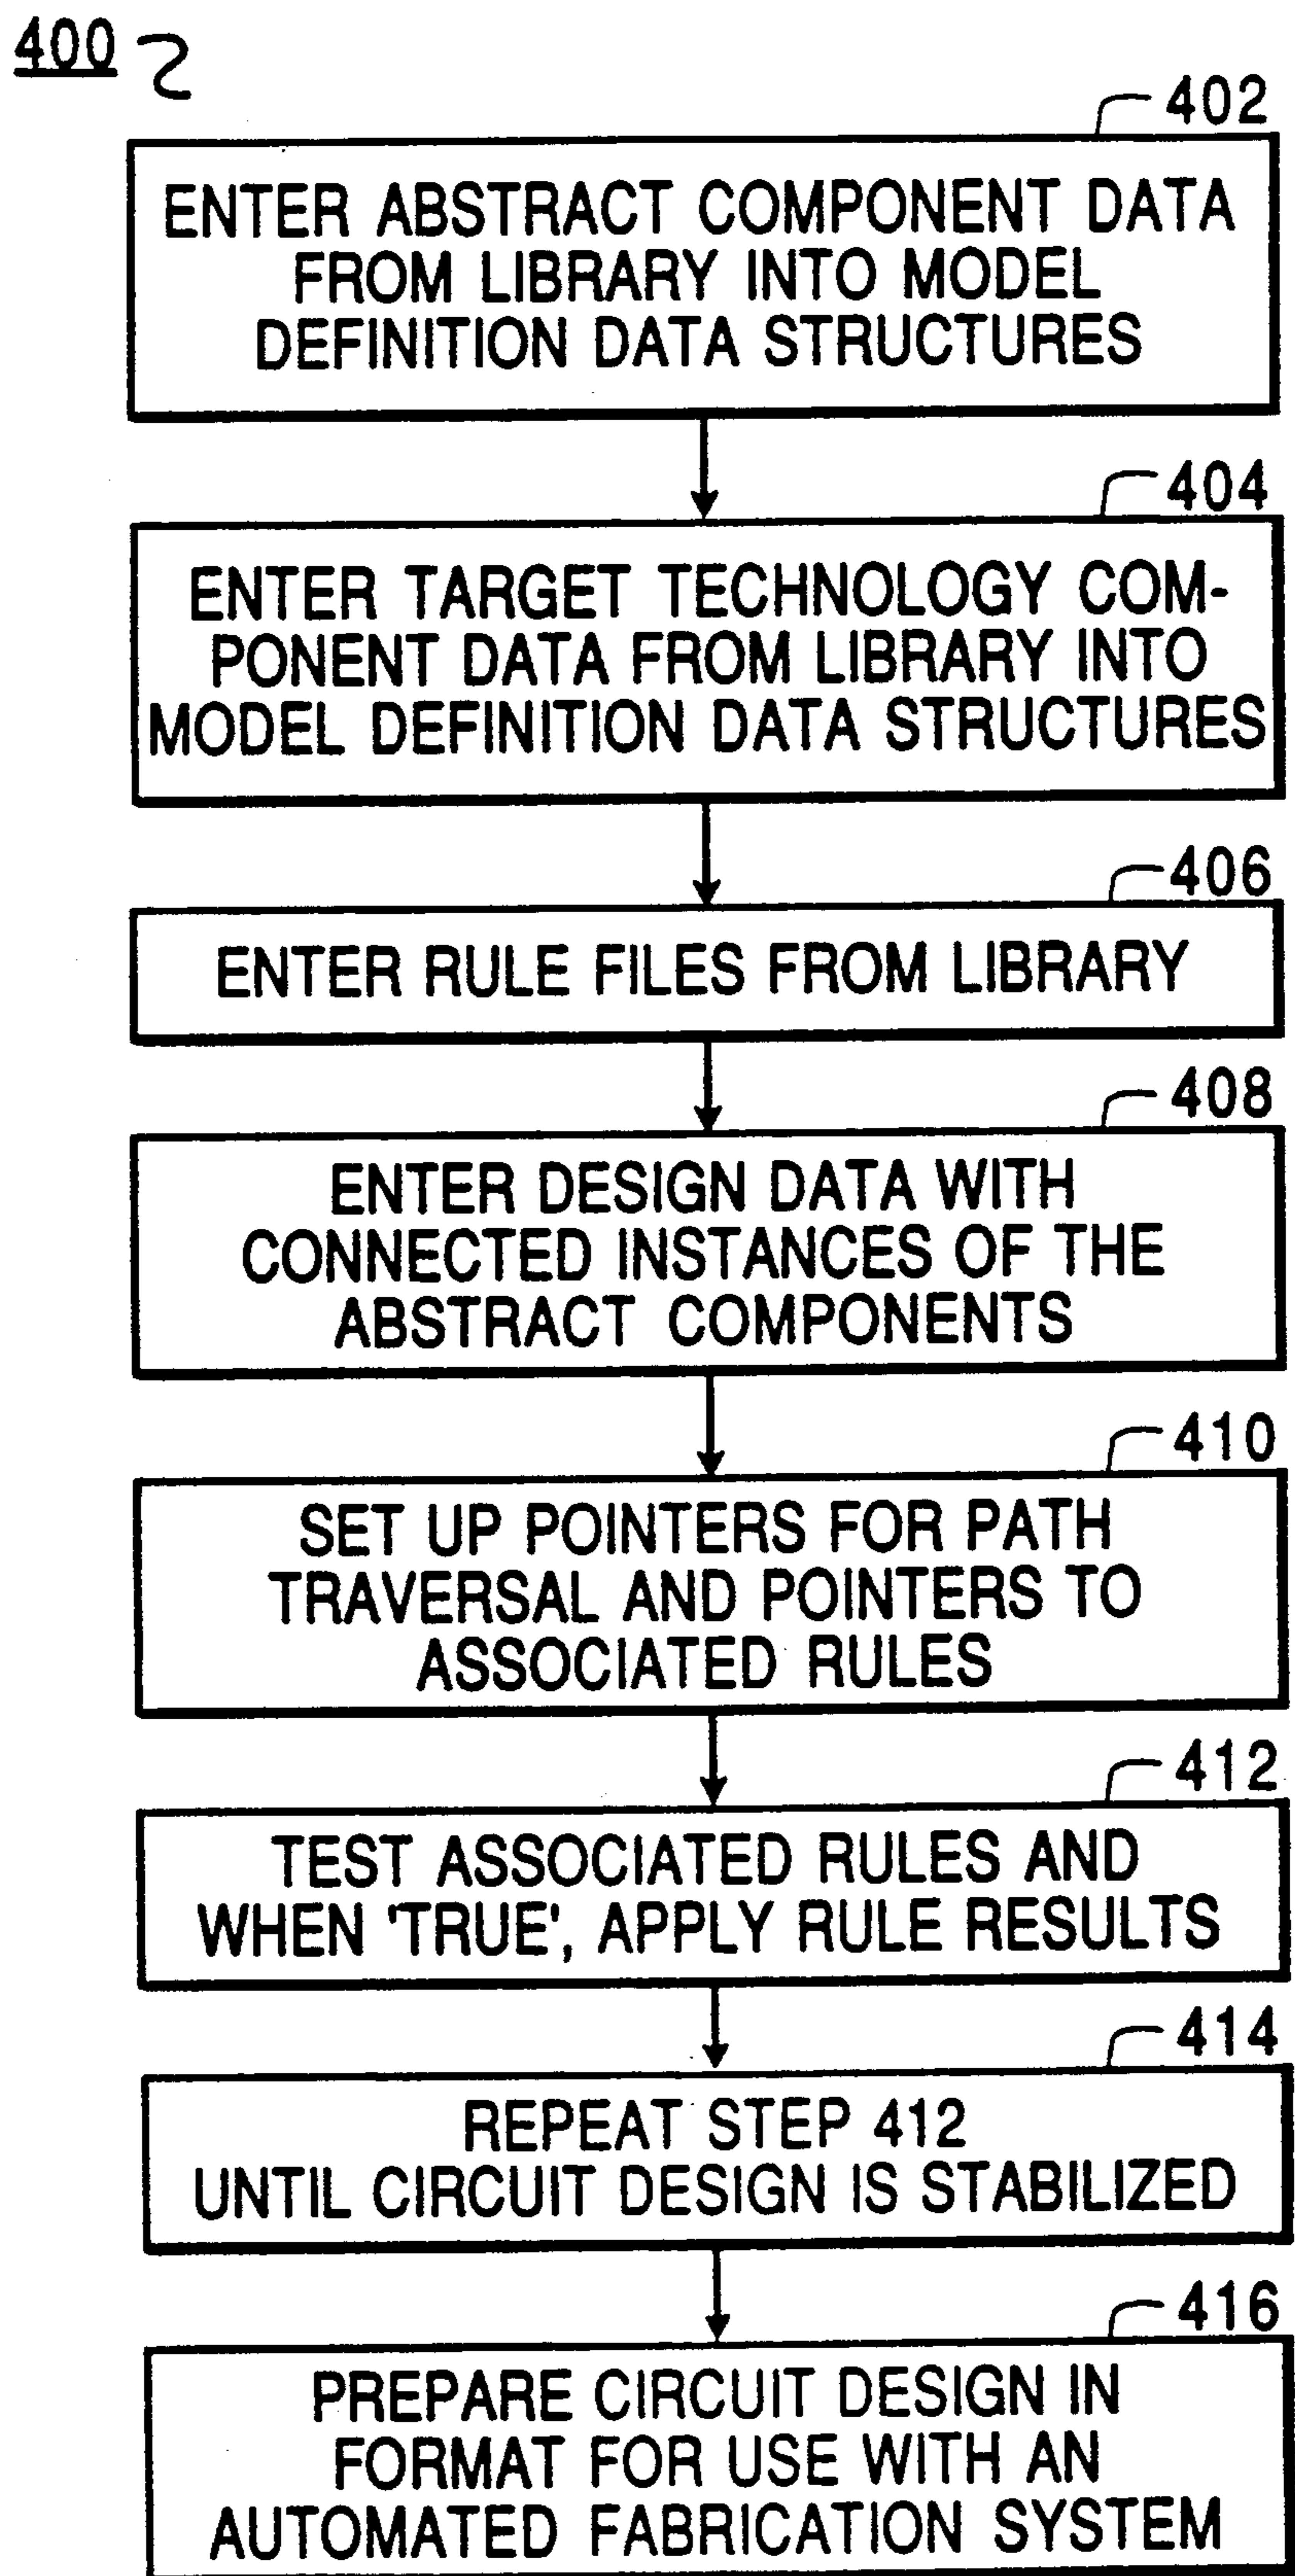 400
402
ENTER ABSTRACT COMPONENT DATA
FROM LIBRARY INTO MODEL
DEFINITION DATA STRUCTURES
404
ENTER TARGET TECHNOLOGY COM-
PONENT DATA FROM LIBRARY INTO
MODEL DEFINITION DATA STRUCTURES
406
ENTER RULE FILES FROM LIBRARY
408
ENTER DESIGN DATA WITH
CONNECTED INSTANCES OF THE
ABSTRACT COMPONENTS
410
SET UP POINTERS FOR PATH
TRAVERSAL AND POINTERS TO
ASSOCIATED RULES
412
TEST ASSOCIATED RULES AND
WHEN 'TRUE', APPLY RULE RESULTS
414
REPEAT STEP 412
UNTIL CIRCUIT DESIGN IS STABILIZED
416
PREPARE CIRCUIT DESIGN IN
FORMAT FOR USE WITH AN
AUTOMATED FABRICATION SYSTEM